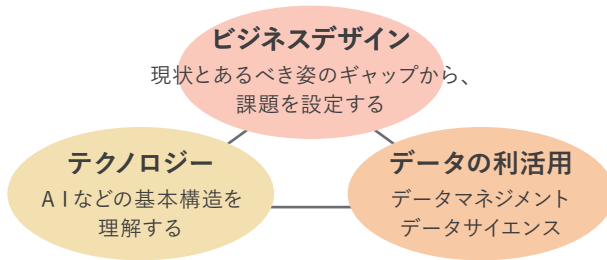 ビジネスデザイン
現状とあるべき姿のギャップから、
課題を設定する
テクノロジー
AIなどの基本構造を
理解する
データの利活用
データマネジメント
データサイエンス